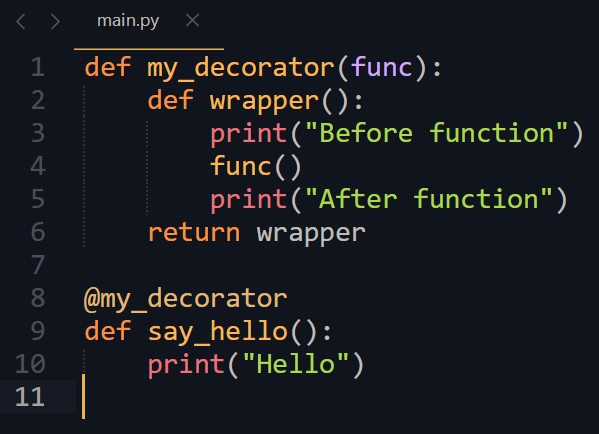 main.py
1 def my_decorator(func):
2     def wrapper():
3         print("Before function")
4         func()
5         print("After function")
6     return wrapper
7
8 @my_decorator
9 def say_hello():
10     print("Hello")
11